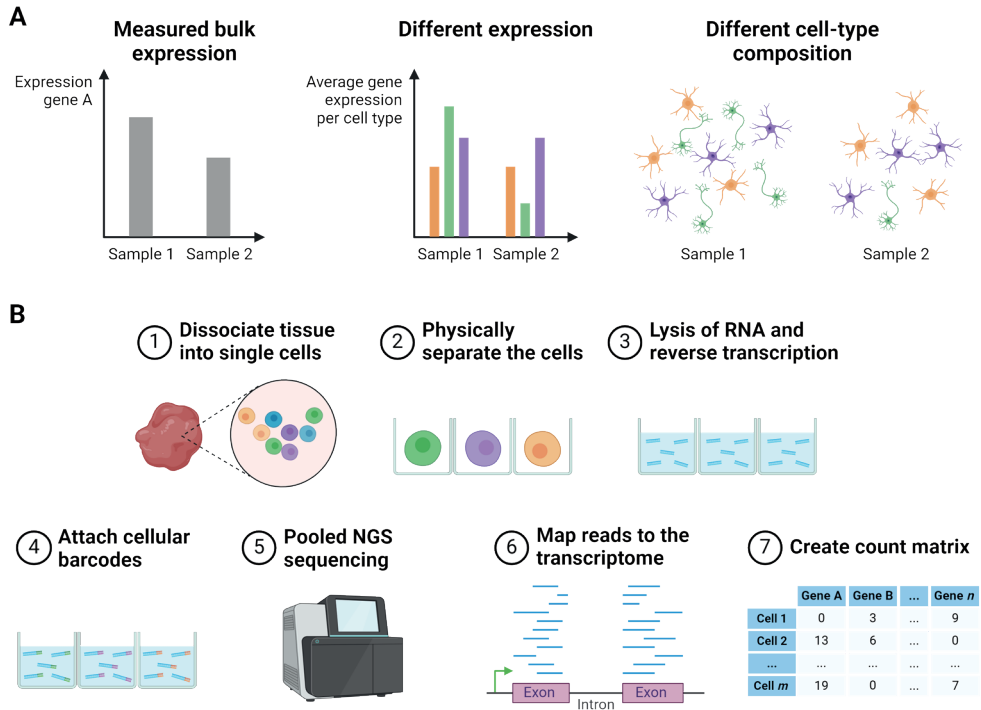 A
Measured bulk
expression
Expression
gene A
Sample 1
Sample 2
Different expression
Average gene
expression
per cell type
Sample 1
Sample 2
Different cell-type
composition
Sample 1
Sample 2
B
1
Dissociate tissue
into single cells
2
Physically
separate the cells
3
Lysis of RNA and
reverse transcription
4
Attach cellular
barcodes
5
Pooled NGS
sequencing
6
Map reads to the
transcriptome
Exon
Intron
Exon
7
Create count matrix
Gene A Gene B ... Gene n
Cell 1 0 3 ... 9
Cell 2 13 6 ... 0
... ... ... ... ...
Cell m 19 0 ... 7